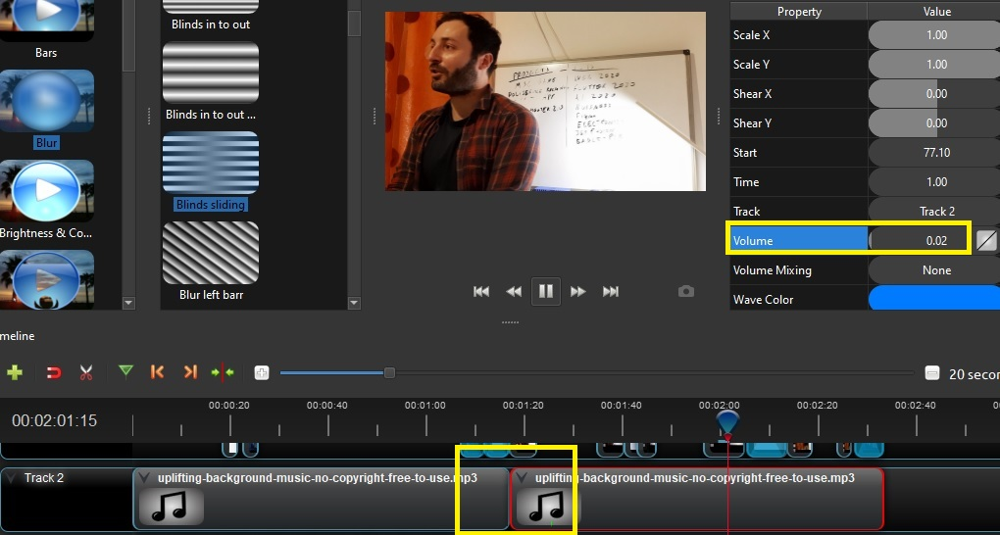 Bars
Blur
Brightness & Co...
Blinds in to out
Blinds in to out ...
Blinds sliding
Blur left barr
Property Value
Scale X 1.00
Scale Y 1.00
Shear X 0.00
Shear Y 0.00
Start 77.10
Time 1.00
Track Track 2
Volume 0.02
Volume Mixing None
Wave Color
meline
20 secon
00:02:01:15
00:00:20 00:00:40 00:01:00 00:01:20 00:01:40 00:02:00 00:02:20 00:02:40
Track 2
uplifting-background-music-no-copyright-free-to-use.mp3
uplifting-background-music-no-copyright-free-to-use.mp3